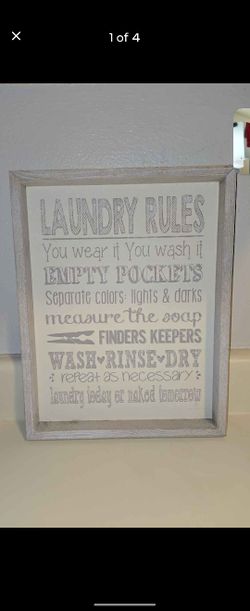 1 of 4
LAUNDRY RULES
You wear it You wash it
EMPTY POCKETS
Separate colors: lights & darks
measure the soap
FINDERS KEEPERS
WASH♥RINSE♥DRY
repeat as necessary
laundry today or naked tomorrow